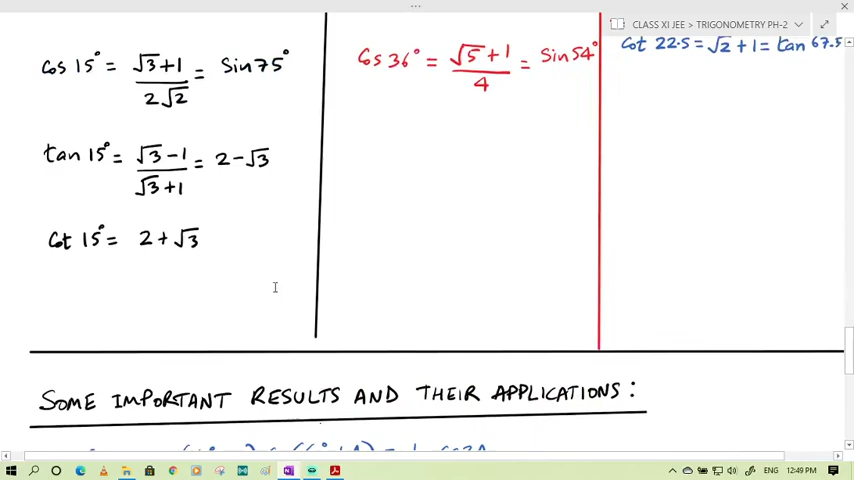 CLASS XI JEE > TRIGONOMETRY PH-2
cos 15° = √3+1 / 2√2 = sin 75°
tan 15° = √3-1 / √3+1 = 2-√3
cot 15° = 2+√3
cos 36° = √5+1 / 4 = sin 54°
cot 22.5 = √2+1 = tan 67.5
SOME IMPORTANT RESULTS AND THEIR APPLICATIONS:
ENG 12:49 PM